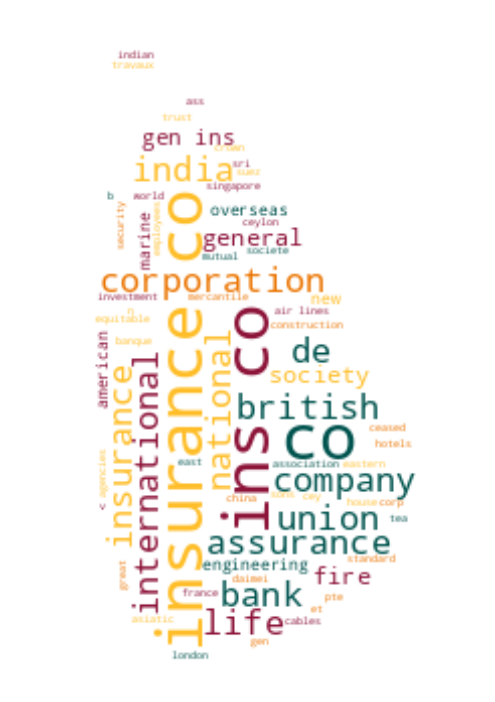 indian
travaux
ass
trust
gen ins
crown
india
sri
suez
singapore
b
world
overseas
security
marine
employees
ceylon
general
mutual
societe
corporation
investment
mercantile
new
n
equitable
air lines
construction
banque
american
insurance
international
insurance co
national
ins co
de
society
british
co
ceased
hotels
agencies
<
east
association
eastern
company
china
sons
cey
house
corp
union
tea
assurance
engineering
standard
great
daimei
fire
france
bank
pte
et
asiatic
life
cables
gen
london